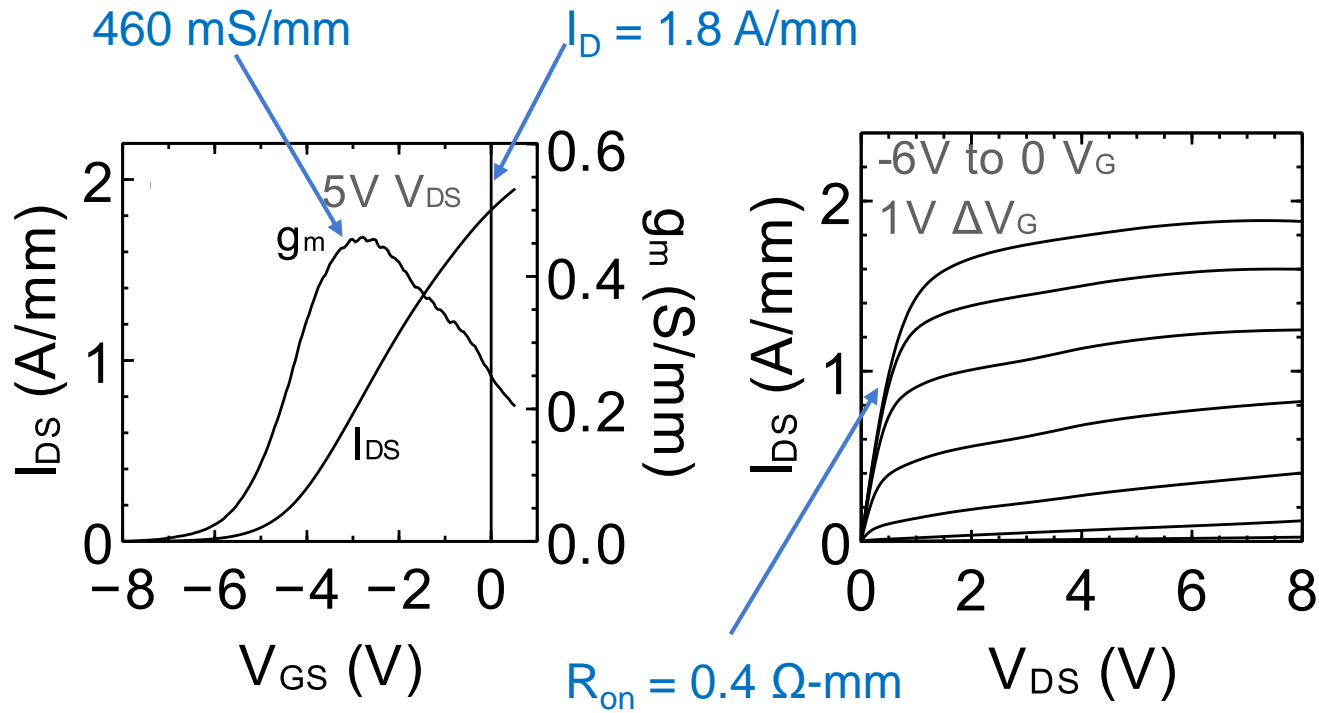 460 mS/mm
I_D = 1.8 A/mm
I_DS (A/mm)
2
1
0
5V V_DS
g_m
I_DS
0.6
0.4
0.2
0.0
g_m (S/mm)
−8
−6
−4
−2
0
V_GS (V)
I_DS (A/mm)
2
1
0
-6V to 0 V_G
1V ΔV_G
0
2
4
6
8
V_DS (V)
R_on = 0.4 Ω-mm